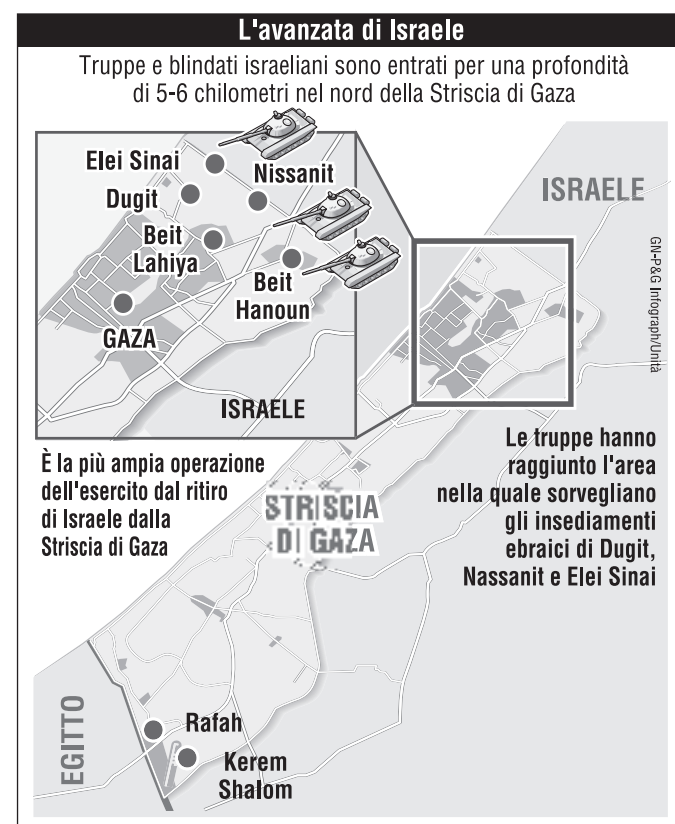 L'avanzata di Israele
Truppe e blindati israeliani sono entrati per una profondità
di 5-6 chilometri nel nord della Striscia di Gaza
Elei Sinai
Nissanit
Dugit
Beit
Lahiya
Beit
Hanoun
GAZA
ISRAELE
ISRAELE
GN-P&G Infograph/Unità
È la più ampia operazione
dell'esercito dal ritiro
di Israele dalla
Striscia di Gaza
Le truppe hanno
raggiunto l'area
nella quale sorvegliano
gli insediamenti
ebraici di Dugit,
Nassanit e Elei Sinai
STRISCIA
DI GAZA
EGITTO
Rafah
Kerem
Shalom